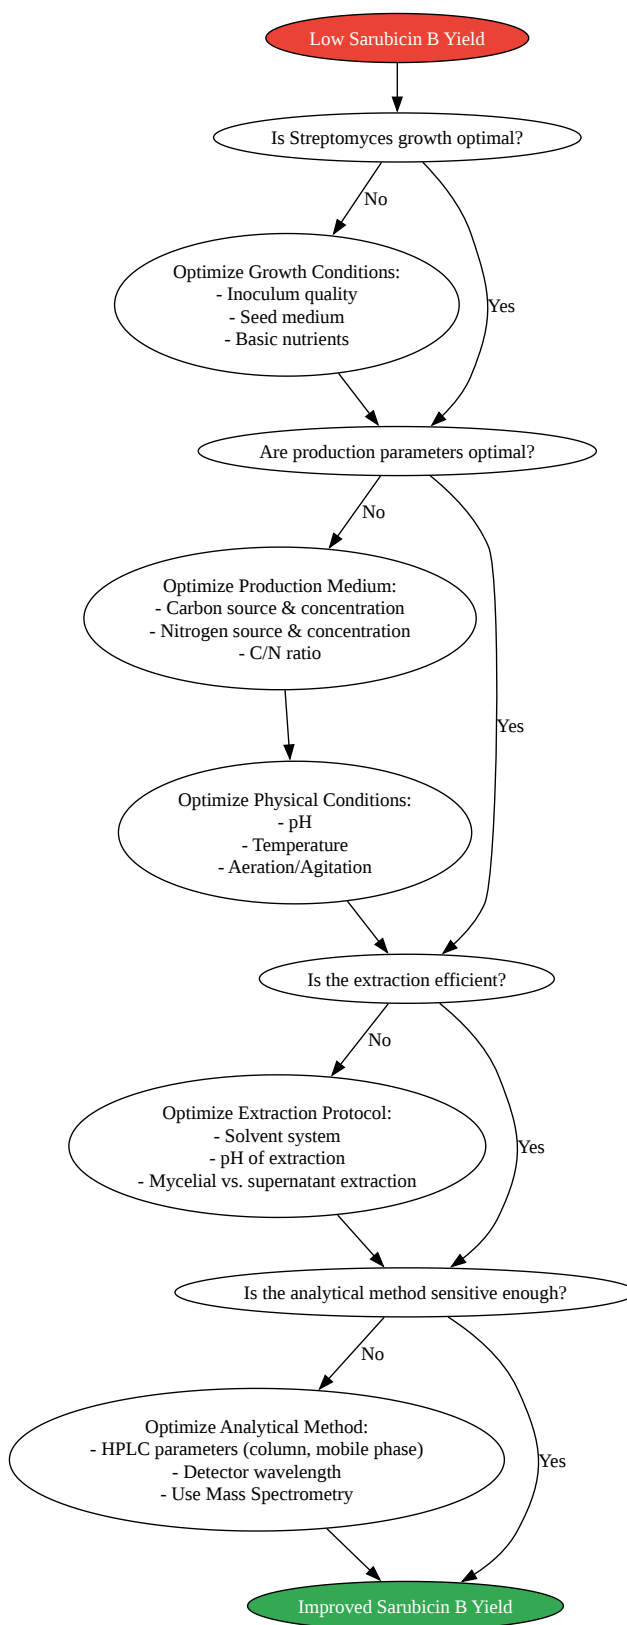 Low Sarubicin B Yield
Is Streptomyces growth optimal?
No
Optimize Growth Conditions:
- Inoculum quality
- Seed medium
- Basic nutrients
Yes
Are production parameters optimal?
No
Optimize Production Medium:
- Carbon source & concentration
- Nitrogen source & concentration
- C/N ratio
Yes
Optimize Physical Conditions:
- pH
- Temperature
- Aeration/Agitation
Is the extraction efficient?
No
Optimize Extraction Protocol:
- Solvent system
- pH of extraction
- Mycelial vs. supernatant extraction
Yes
Is the analytical method sensitive enough?
No
Optimize Analytical Method:
- HPLC parameters (column, mobile phase)
- Detector wavelength
- Use Mass Spectrometry
Yes
Improved Sarubicin B Yield